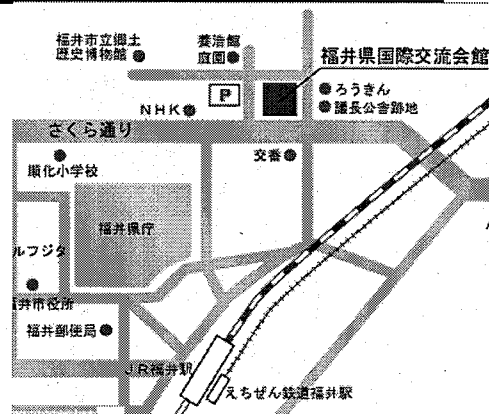 福井市立郷土
歴史博物館
養浩館
庭園
福井県国際交流会館
P
ろうきん
議長公舎跡地
NHK
さくら通り
交番
順化小学校
福井県庁
ルフジタ
井市役所
福井郵便局
JR福井駅
えちぜん鉄道福井駅